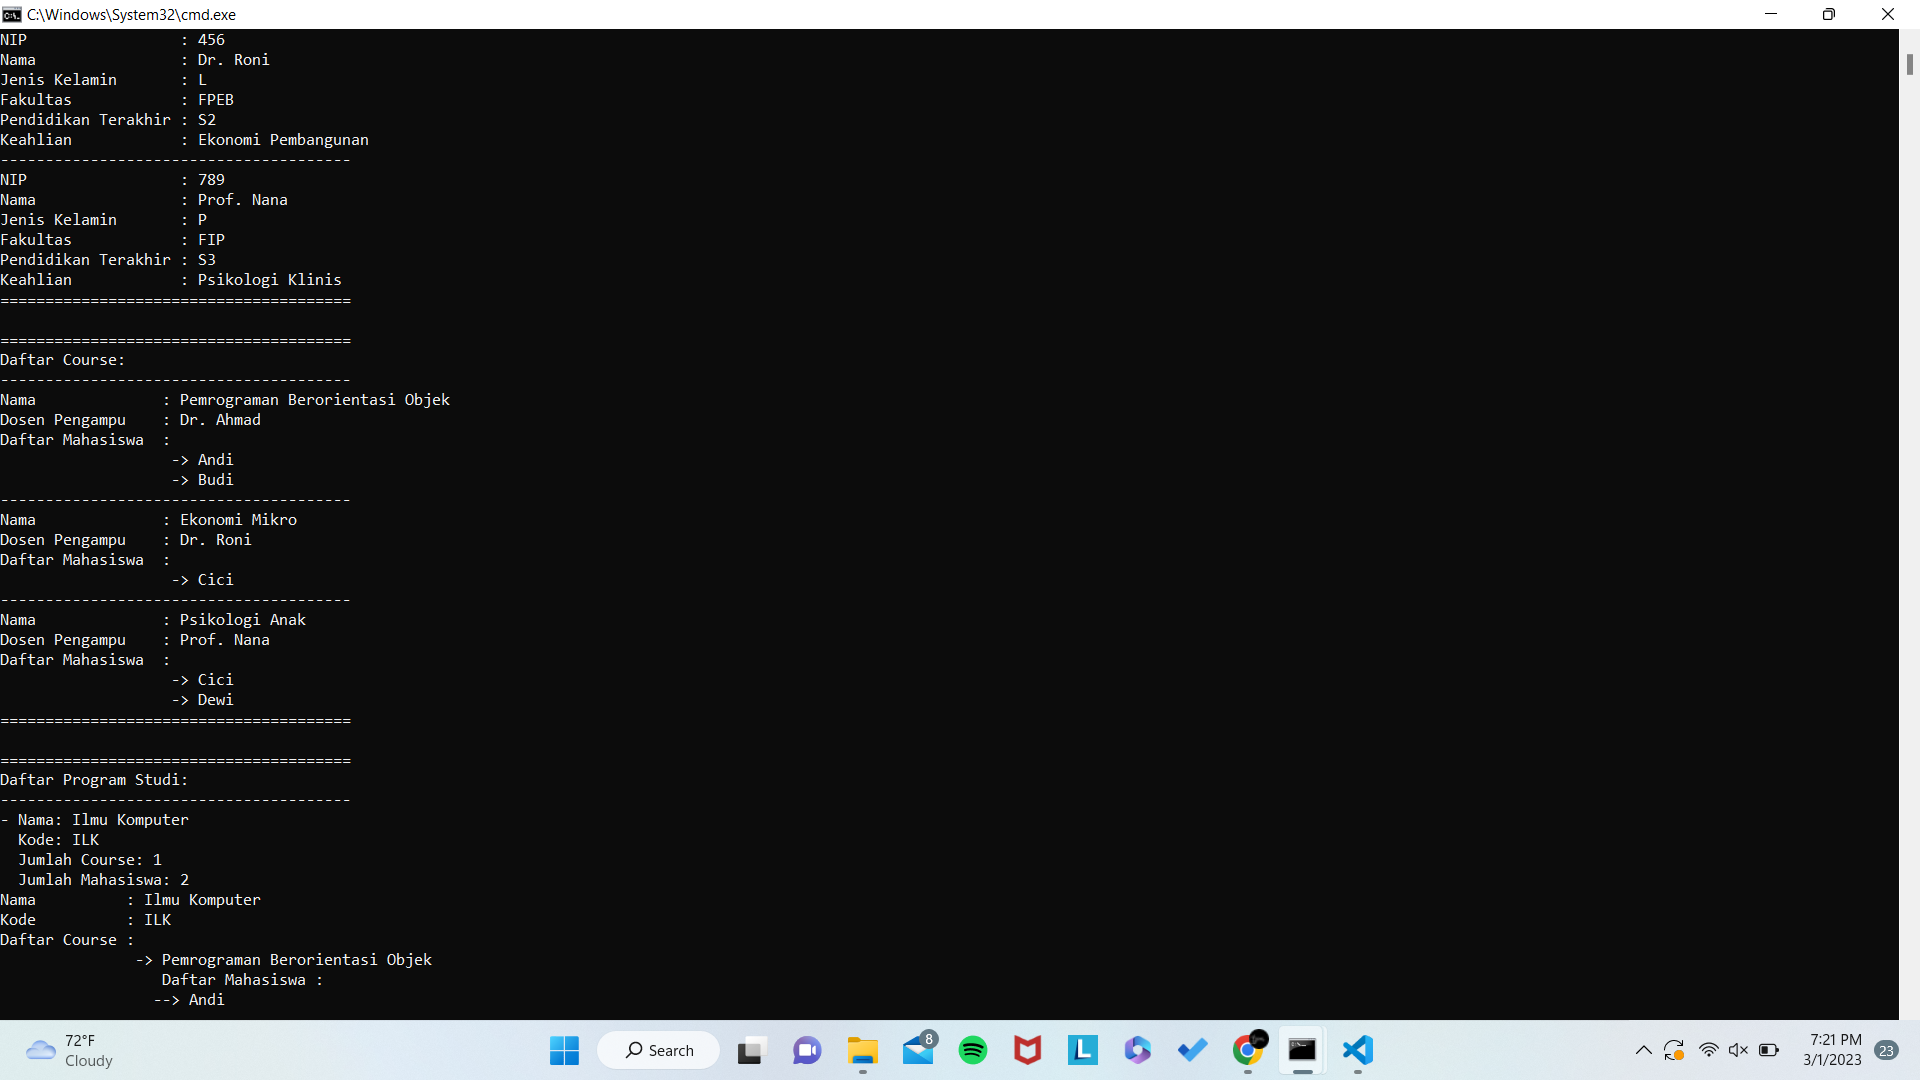 C:\Windows\System32\cmd.exe
NIP                 : 456
Nama                : Dr. Roni
Jenis Kelamin       : L
Fakultas            : FPEB
Pendidikan Terakhir : S2
Keahlian            : Ekonomi Pembangunan
---------------------------------------
NIP                 : 789
Nama                : Prof. Nana
Jenis Kelamin       : P
Fakultas            : FIP
Pendidikan Terakhir : S3
Keahlian            : Psikologi Klinis
=======================================
=======================================
Daftar Course:
---------------------------------------
Nama              : Pemrograman Berorientasi Objek
Dosen Pengampu    : Dr. Ahmad
Daftar Mahasiswa  :
                   -> Andi
                   -> Budi
---------------------------------------
Nama              : Ekonomi Mikro
Dosen Pengampu    : Dr. Roni
Daftar Mahasiswa  :
                   -> Cici
---------------------------------------
Nama              : Psikologi Anak
Dosen Pengampu    : Prof. Nana
Daftar Mahasiswa  :
                   -> Cici
                   -> Dewi
=======================================
=======================================
Daftar Program Studi:
---------------------------------------
- Nama: Ilmu Komputer
  Kode: ILK
  Jumlah Course: 1
  Jumlah Mahasiswa: 2
Nama          : Ilmu Komputer
Kode          : ILK
Daftar Course :
               -> Pemrograman Berorientasi Objek
                  Daftar Mahasiswa :
                 --> Andi
72°F
Cloudy
Search
8
L
7:21 PM
3/1/2023
23